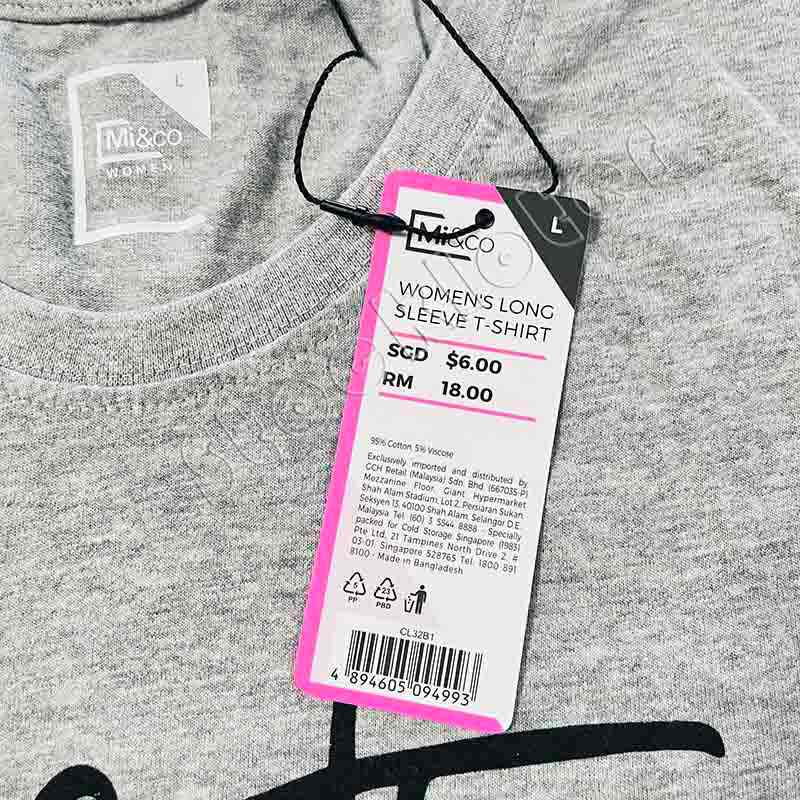 L
Mi&co
WOMEN
L
Mi&CO
WOMEN'S LONG
SLEEVE T-SHIRT
SGD $6.00
RM 18.00
95% Cotton, 5% Viscose
Exclusively imported and distributed by
GCH Retail (Malaysia) Sdn Bhd (667035-P)
Mezzanine Floor, Giant Hypermarket
Shah Alam Stadium, Lot 2, Persiaran Sukan,
Seksyen 13, 40100 Shah Alam, Selangor D.E.
Malaysia Tel. (60) 3 5544 8888 - Specially
packed for Cold Storage Singapore (1983)
Pte Ltd, 21 Tampines North Drive 2, #
03-01, Singapore 528765 Tel. 1800 891
8100 - Made in Bangladesh
5 23
PP PBD
CL32B1
4 894605 094993